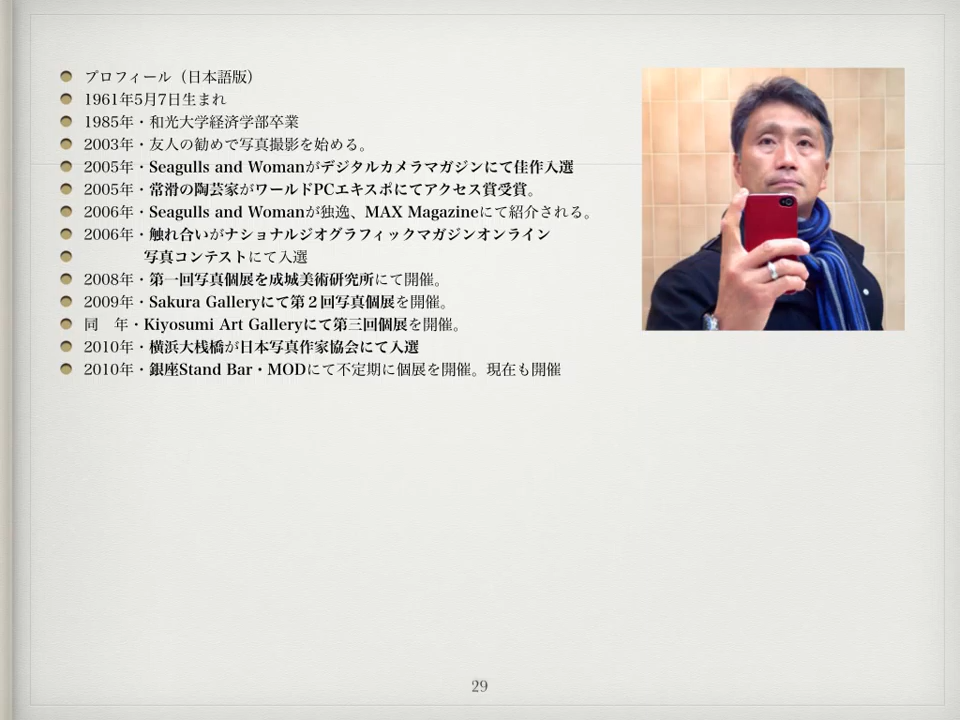 プロフィール（日本語版）
1961年5月7日生まれ
1985年・和光大学経済学部卒業
2003年・友人の勧めで写真撮影を始める。
2005年・Seagulls and Womanがデジタルカメラマガジンにて佳作入選
2005年・常滑の陶芸家がワールドPCエキスポにてアクセス賞受賞。
2006年・Seagulls and Womanが独逸、MAX Magazineにて紹介される。
2006年・触れ合いがナショナルジオグラフィックマガジンオンライン
写真コンテストにて入選
2008年・第一回写真個展を成城美術研究所にて開催。
2009年・Sakura Galleryにて第２回写真個展を開催。
同　年・Kiyosumi Art Galleryにて第三回個展を開催。
2010年・横浜大桟橋が日本写真作家協会にて入選
2010年・銀座Stand Bar・MODにて不定期に個展を開催。現在も開催
29